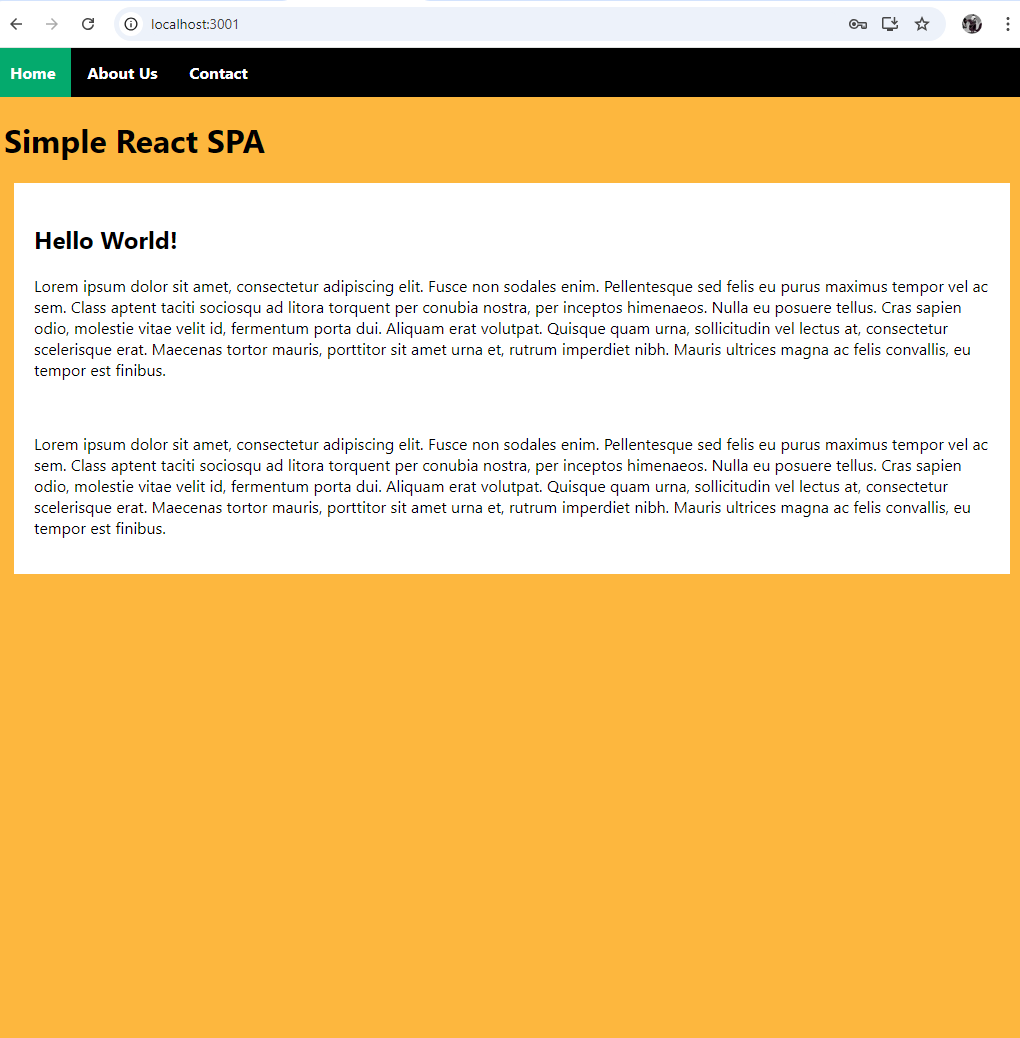 localhost:3001
Home About Us Contact
Simple React SPA
Hello World!
Lorem ipsum dolor sit amet, consectetur adipiscing elit. Fusce non sodales enim. Pellentesque sed felis eu purus maximus tempor vel ac
sem. Class aptent taciti sociosqu ad litora torquent per conubia nostra, per inceptos himenaeos. Nulla eu posuere tellus. Cras sapien
odio, molestie vitae velit id, fermentum porta dui. Aliquam erat volutpat. Quisque quam urna, sollicitudin vel lectus at, consectetur
scelerisque erat. Maecenas tortor mauris, porttitor sit amet urna et, rutrum imperdiet nibh. Mauris ultrices magna ac felis convallis, eu
tempor est finibus.
Lorem ipsum dolor sit amet, consectetur adipiscing elit. Fusce non sodales enim. Pellentesque sed felis eu purus maximus tempor vel ac
sem. Class aptent taciti sociosqu ad litora torquent per conubia nostra, per inceptos himenaeos. Nulla eu posuere tellus. Cras sapien
odio, molestie vitae velit id, fermentum porta dui. Aliquam erat volutpat. Quisque quam urna, sollicitudin vel lectus at, consectetur
scelerisque erat. Maecenas tortor mauris, porttitor sit amet urna et, rutrum imperdiet nibh. Mauris ultrices magna ac felis convallis, eu
tempor est finibus.